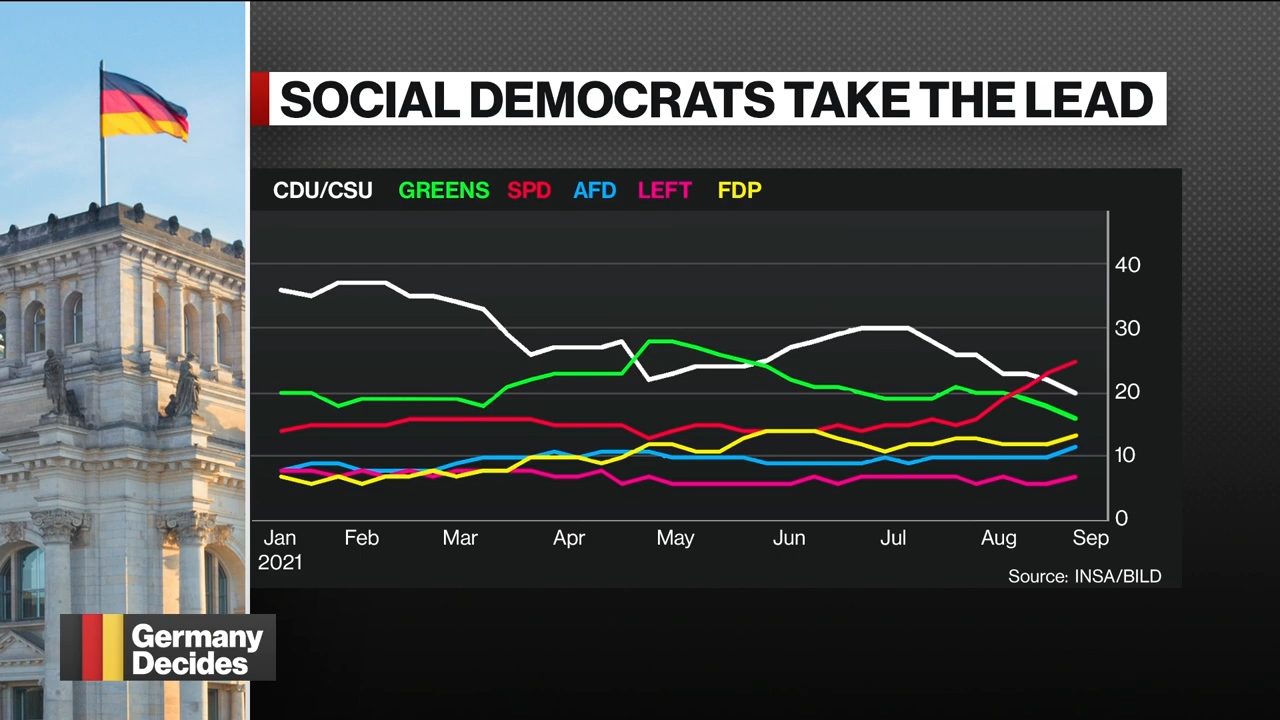 SOCIAL DEMOCRATS TAKE THE LEAD
CDU/CSU GREENS SPD AFD LEFT FDP
40
30
20
10
0
Jan Feb Mar Apr May Jun Jul Aug Sep
2021
Source: INSA/BILD
Germany
Decides